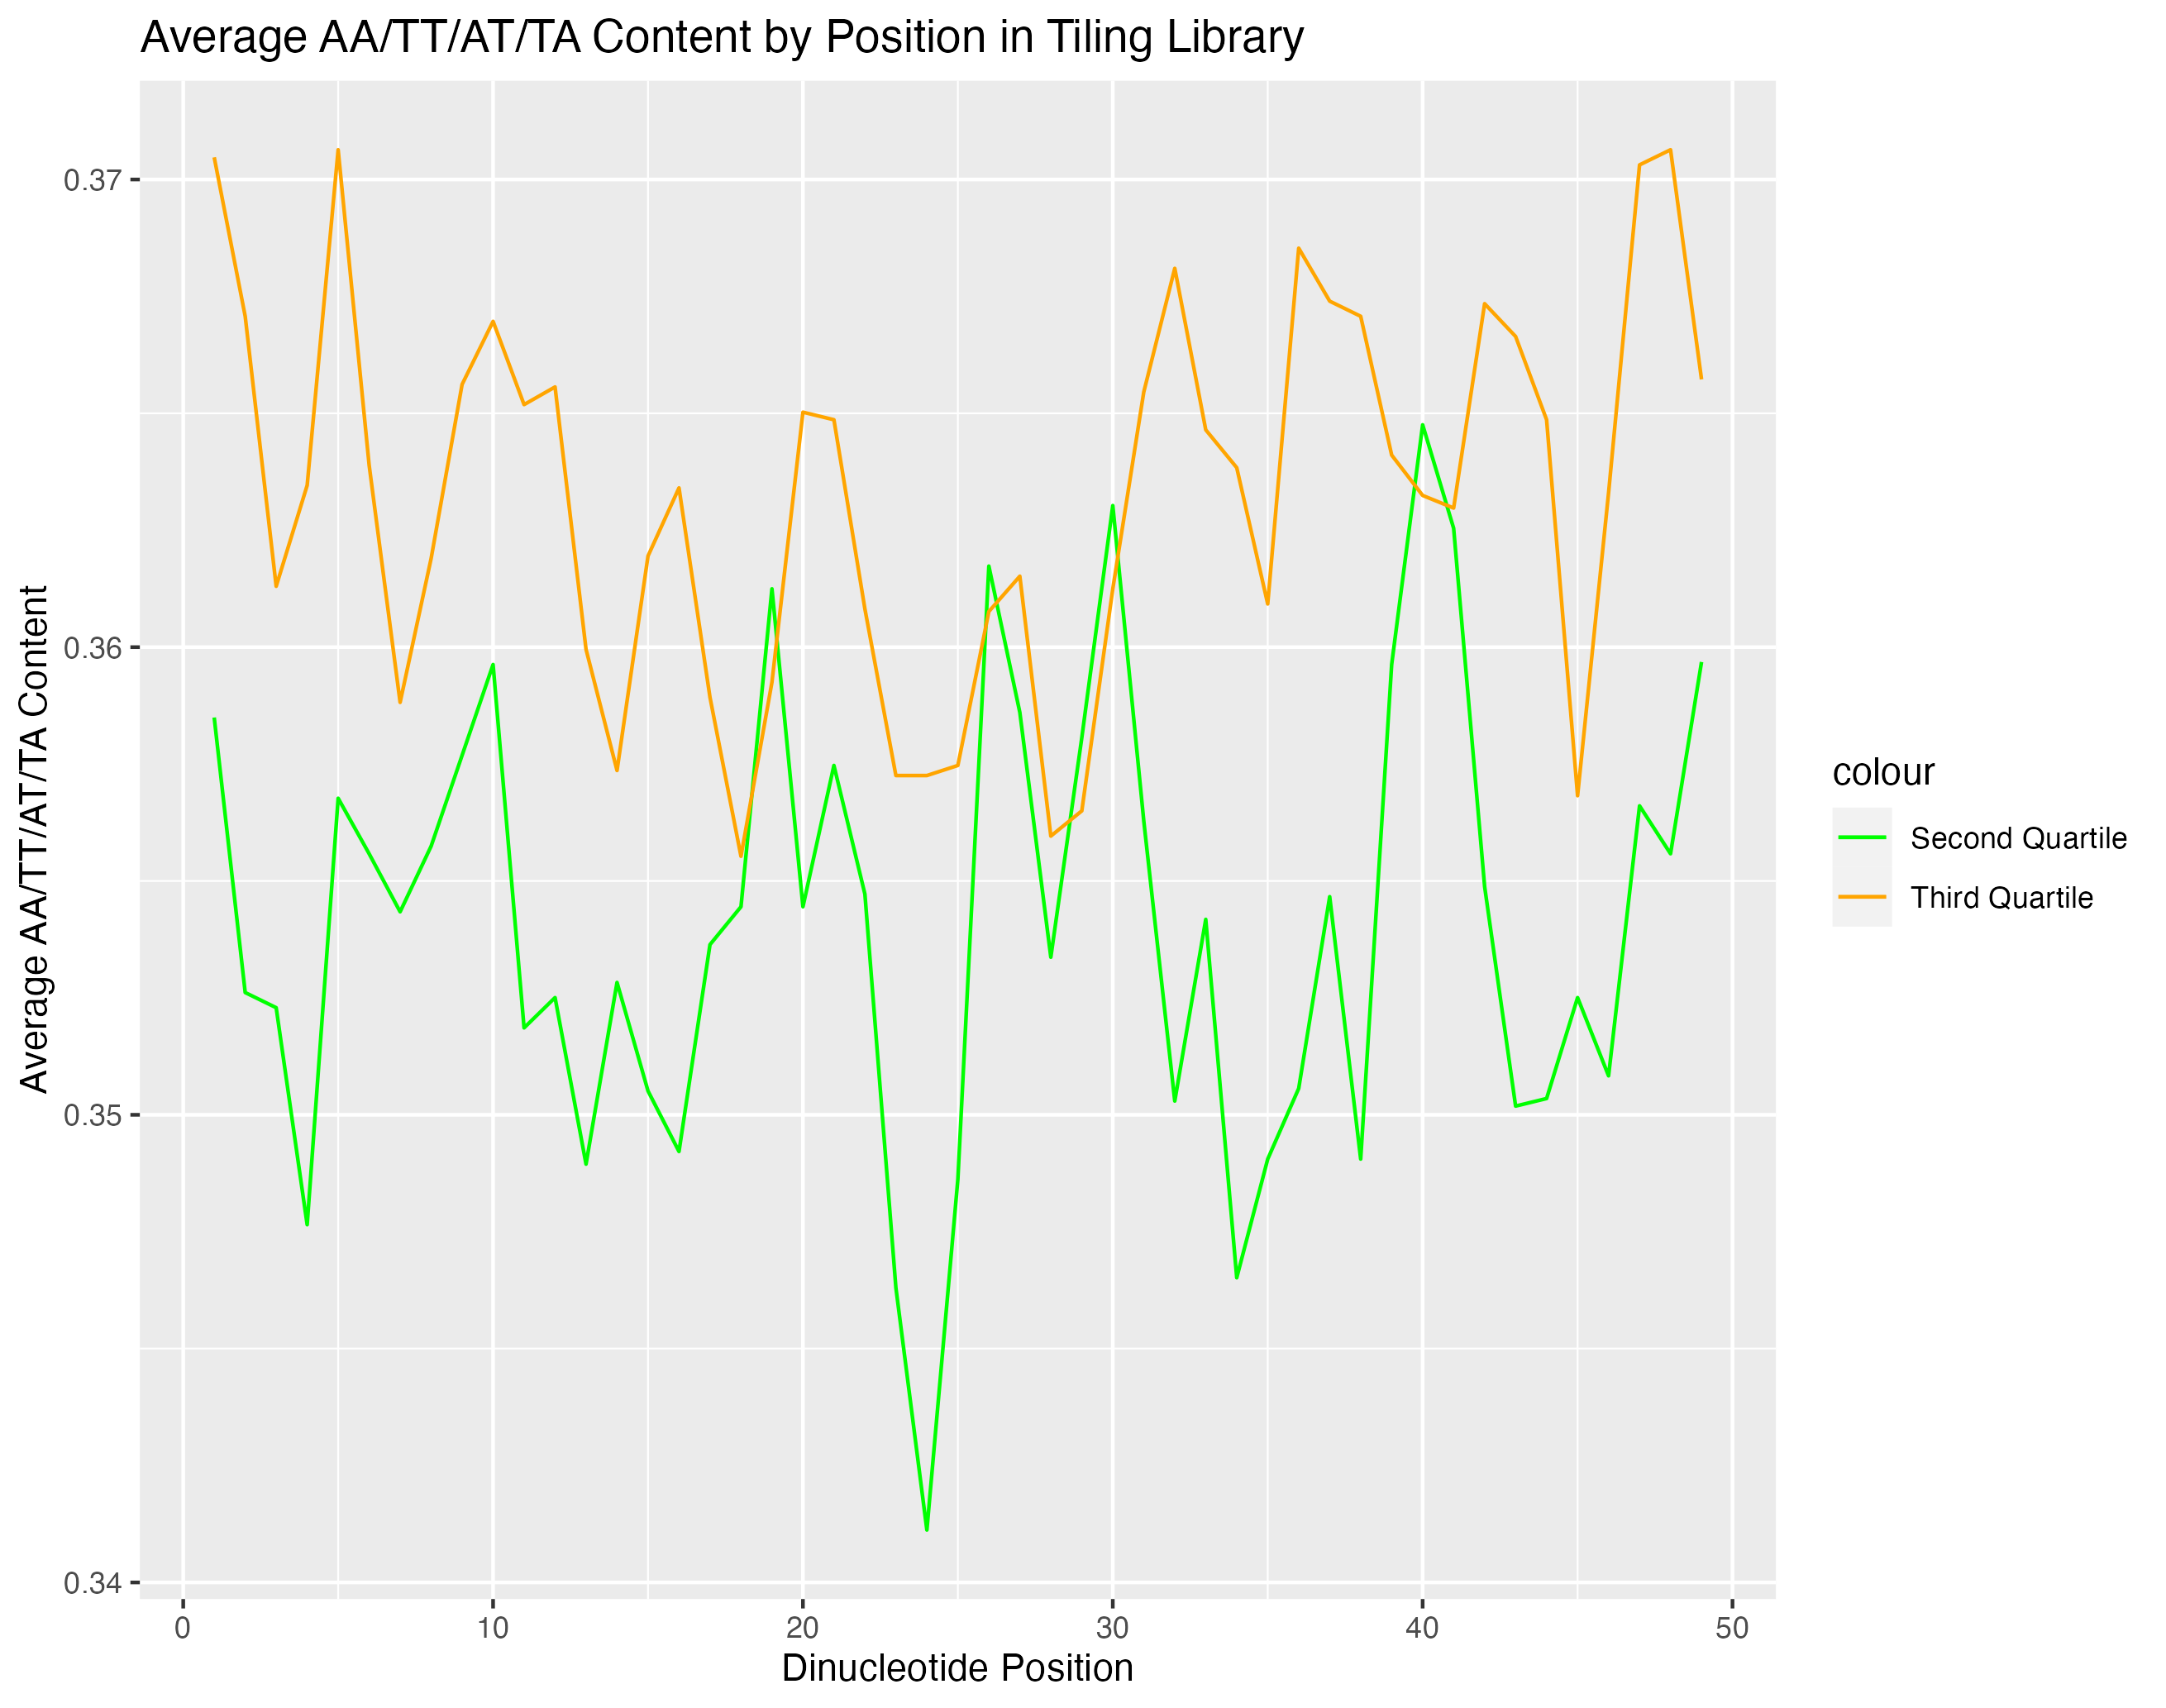 Average AA/TT/AT/TA Content by Position in Tiling Library
Average AA/TT/AT/TA Content
0.37
0.36
0.35
0.34
0 10 20 30 40 50
Dinucleotide Position
colour
Second Quartile
Third Quartile